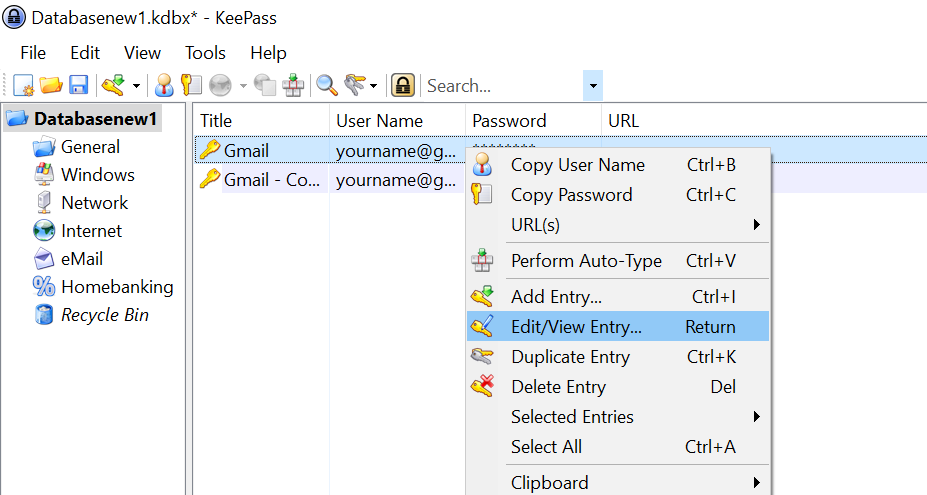 Databasenew1.kdbx* - KeePass
File Edit View Tools Help
Search...
Databasenew1
General
Windows
Network
Internet
eMail
Homebanking
Recycle Bin
Title User Name Password URL
Gmail yourname@g... ********
Gmail - Co... yourname@g...
Copy User Name Ctrl+B
Copy Password Ctrl+C
URL(s)
Perform Auto-Type Ctrl+V
Add Entry... Ctrl+I
Edit/View Entry... Return
Duplicate Entry Ctrl+K
Delete Entry Del
Selected Entries
Select All Ctrl+A
Clipboard